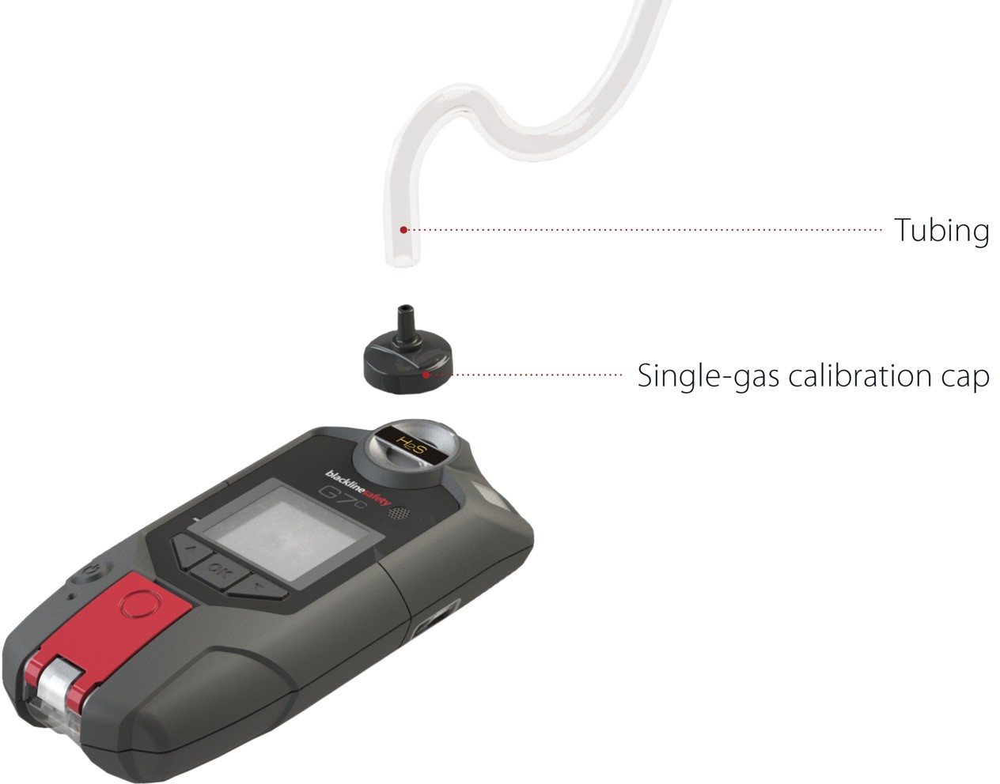 Tubing
Single-gas calibration cap
H2S
blacklinesafety
G7c
OK